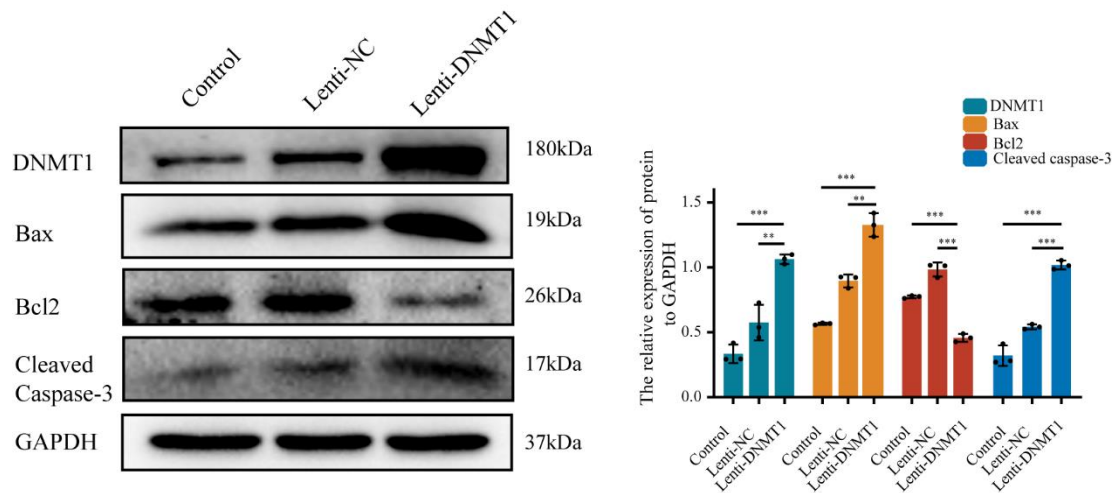 Control
Lenti-NC
Lenti-DNMT1
DNMT1
180kDa
Bax
19kDa
Bcl2
26kDa
Cleaved
Caspase-3
17kDa
GAPDH
37kDa
DNMT1
Bax
Bcl2
Cleaved caspase-3
The relative expression of protein
to GAPDH
1.5
1.0
0.5
0.0
***
**
***
**
***
***
***
***
Control
Lenti-NC
Lenti-DNMT1
Control
Lenti-NC
Lenti-DNMT1
Control
Lenti-NC
Lenti-DNMT1
Control
Lenti-NC
Lenti-DNMT1